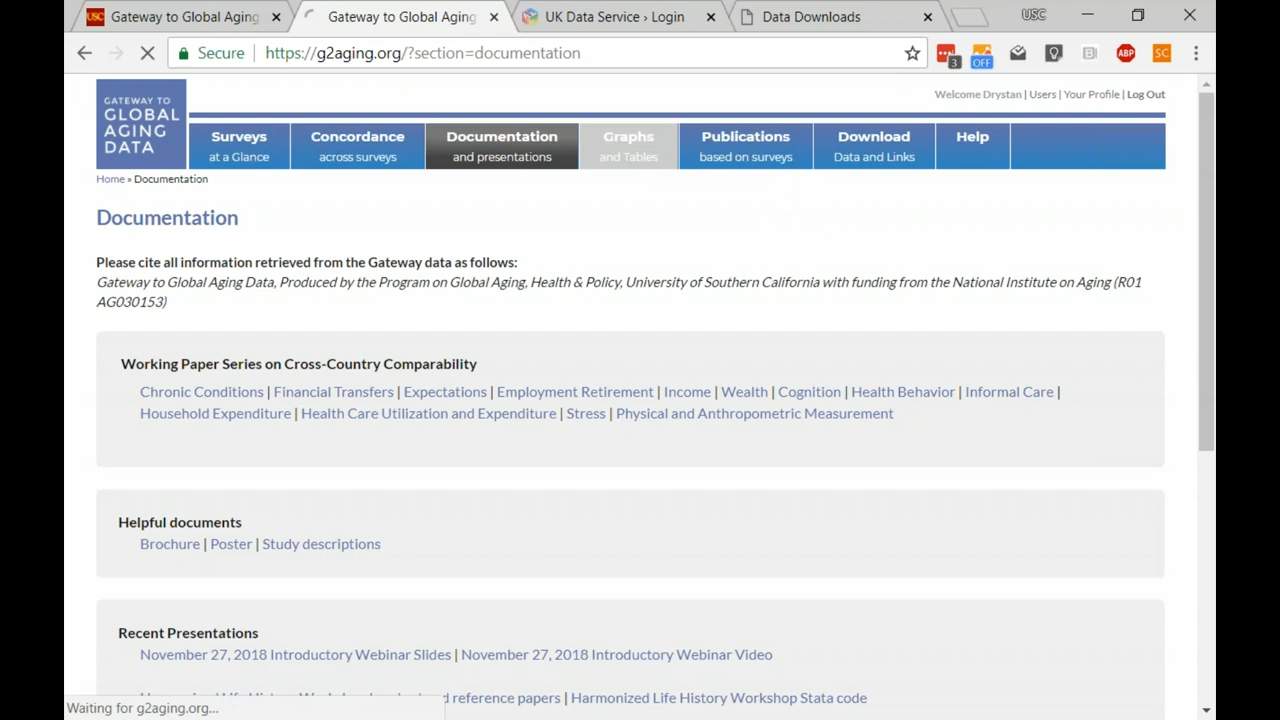 Gateway to Global Aging
Gateway to Global Aging
UK Data Service › Login
Data Downloads
USC
Secure
https://g2aging.org/?section=documentation
3
OFF
ABP
SC
Welcome Drystan | Users | Your Profile | Log Out
GATEWAY TO
GLOBAL
AGING
DATA
Surveys
at a Glance
Concordance
across surveys
Documentation
and presentations
Graphs
and Tables
Publications
based on surveys
Download
Data and Links
Help
Home » Documentation
Documentation
Please cite all information retrieved from the Gateway data as follows:
Gateway to Global Aging Data, Produced by the Program on Global Aging, Health & Policy, University of Southern California with funding from the National Institute on Aging (R01
AG030153)
Working Paper Series on Cross-Country Comparability
Chronic Conditions | Financial Transfers | Expectations | Employment Retirement | Income | Wealth | Cognition | Health Behavior | Informal Care |
Household Expenditure | Health Care Utilization and Expenditure | Stress | Physical and Anthropometric Measurement
Helpful documents
Brochure | Poster | Study descriptions
Recent Presentations
November 27, 2018 Introductory Webinar Slides | November 27, 2018 Introductory Webinar Video
reference papers | Harmonized Life History Workshop Stata code
Waiting for g2aging.org...